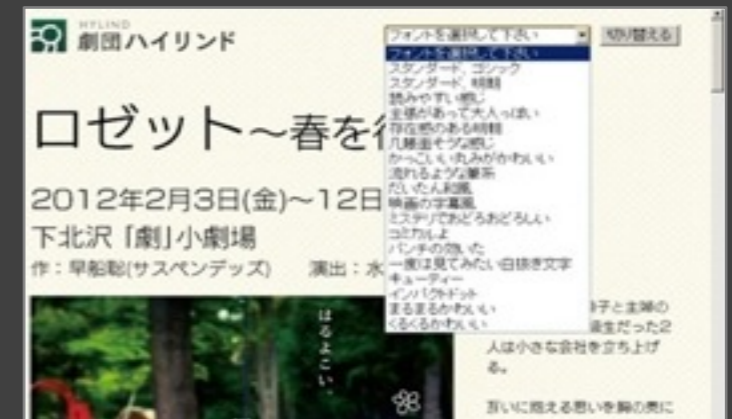 HYLIND
劇団ハイリンド
フォントを選択して下さい
切り替える
フォントを選択して下さい
スタンダード、ゴシック
スタンダード、明朝
読みやすい感じ
主張があって大人っぽい
存在感のある明朝
几帳面そうな感じ
かっこいい丸みがかわいい
流れるような筆系
だいたん和風
映画の字幕風
ミステリでおどろおどろしい
コミカルよ
パンチの効いた
一度は見てみたい白抜き文字
キューティー
インパクトドット
まるまるかわいい
くるくるかわいい
ロゼット～春を
2012年2月3日(金)～12日
下北沢「劇」小劇場
作：早船聡(サスペンデッズ) 演出：水
はるよこい、
子と主婦の
級生だった2
人は小さな会社を立ち上げ
る。
互いに抱える思いを胸の奥に